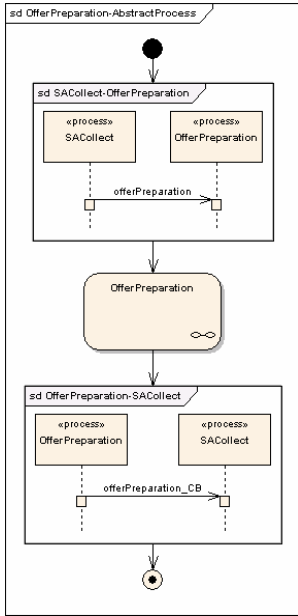 sd OfferPreparation-AbstractProcess
sd SACollect-OfferPreparation
«process» «process»
SACollect OfferPreparation
offerPreparation
OfferPreparation
sd OfferPreparation-SACollect
«process» «process»
OfferPreparation SACollect
offerPreparation_CB